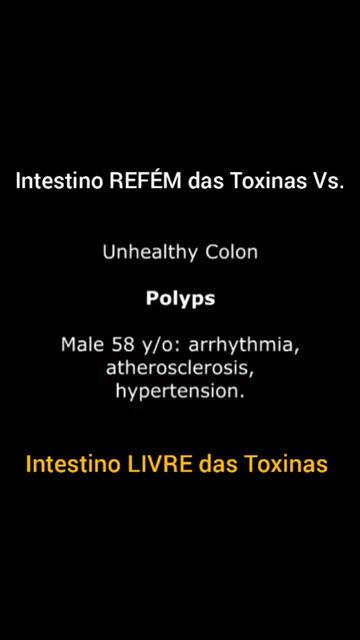 Intestino REFÉM das Toxinas Vs.
Unhealthy Colon
Polyps
Male 58 y/o: arrhythmia,
atherosclerosis,
hypertension.
Intestino LIVRE das Toxinas